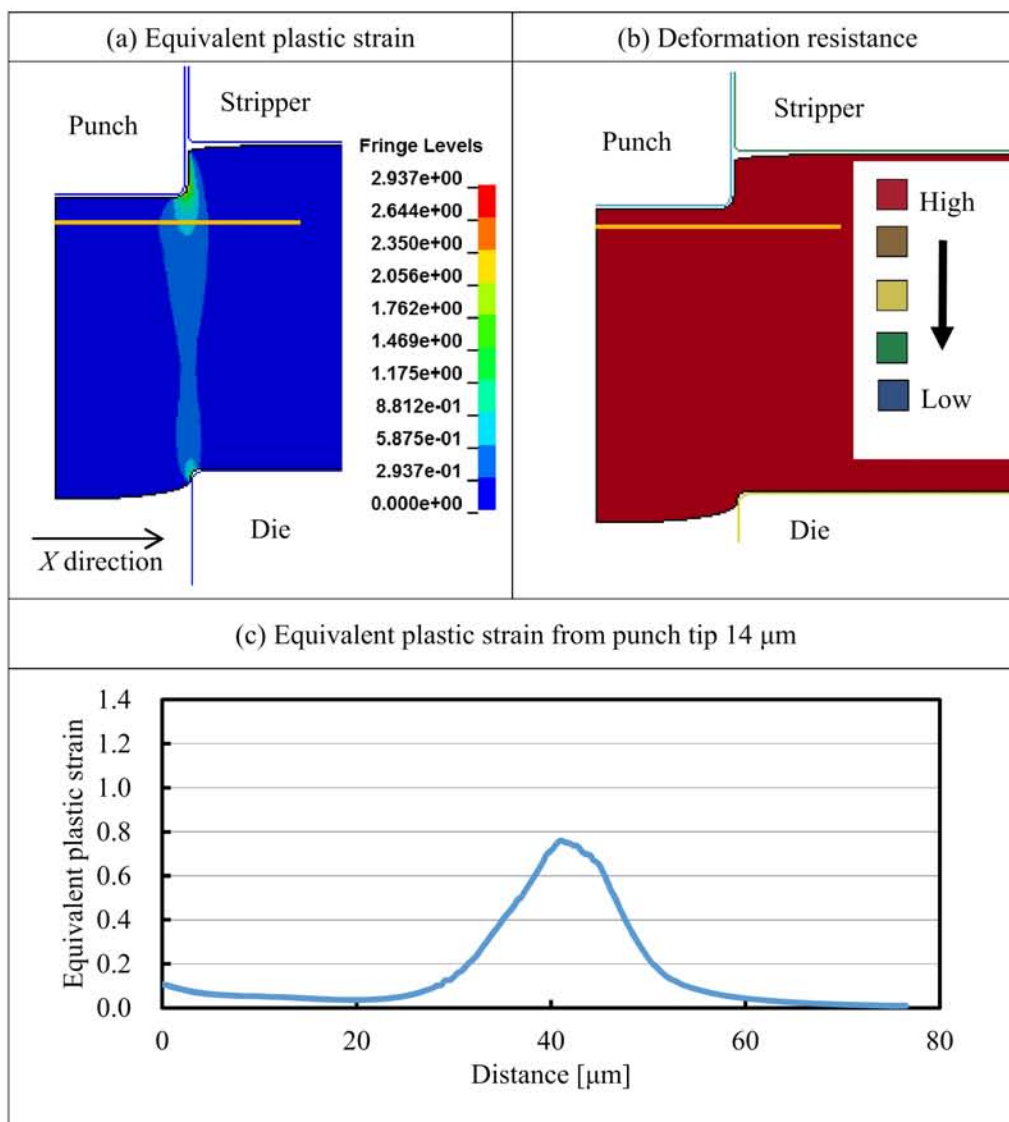 (a) Equivalent plastic strain
(b) Deformation resistance
Punch
Stripper
Fringe Levels
2.937e+00
2.644e+00
2.350e+00
2.056e+00
1.762e+00
1.469e+00
1.175e+00
8.812e-01
5.875e-01
2.937e-01
0.000e+00
Die
X direction
Punch
Stripper
High
Low
Die
(c) Equivalent plastic strain from punch tip 14 μm
Equivalent plastic strain
1.4
1.2
1.0
0.8
0.6
0.4
0.2
0.0
0 20 40 60 80
Distance [μm]